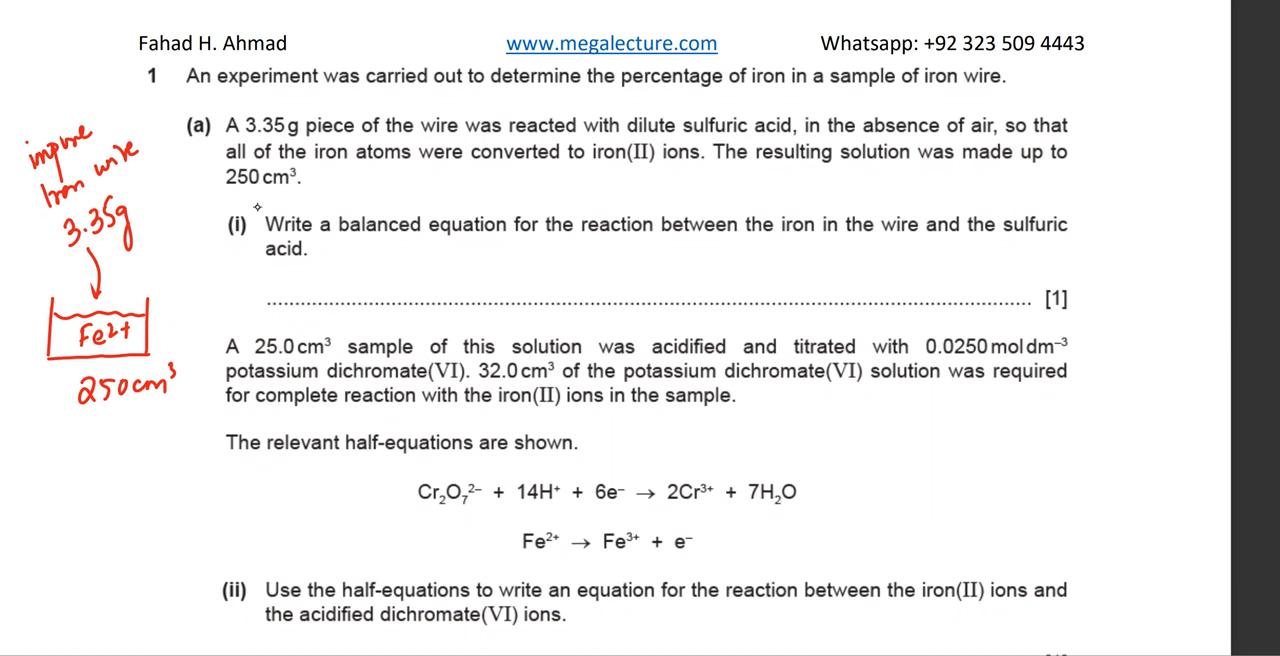 Fahad H. Ahmad www.megalecture.com Whatsapp: +92 323 509 4443
1 An experiment was carried out to determine the percentage of iron in a sample of iron wire.
(a) A 3.35 g piece of the wire was reacted with dilute sulfuric acid, in the absence of air, so that
all of the iron atoms were converted to iron(II) ions. The resulting solution was made up to
250 cm³.
impure
Iron wire
3.35g
Fe²⁺
250cm³
(i) Write a balanced equation for the reaction between the iron in the wire and the sulfuric
acid.
.......................................................................................................................................... [1]
A 25.0 cm³ sample of this solution was acidified and titrated with 0.0250 mol dm⁻³
potassium dichromate(VI). 32.0 cm³ of the potassium dichromate(VI) solution was required
for complete reaction with the iron(II) ions in the sample.
The relevant half-equations are shown.
Cr₂O₇²⁻ + 14H⁺ + 6e⁻ → 2Cr³⁺ + 7H₂O
Fe²⁺ → Fe³⁺ + e⁻
(ii) Use the half-equations to write an equation for the reaction between the iron(II) ions and
the acidified dichromate(VI) ions.